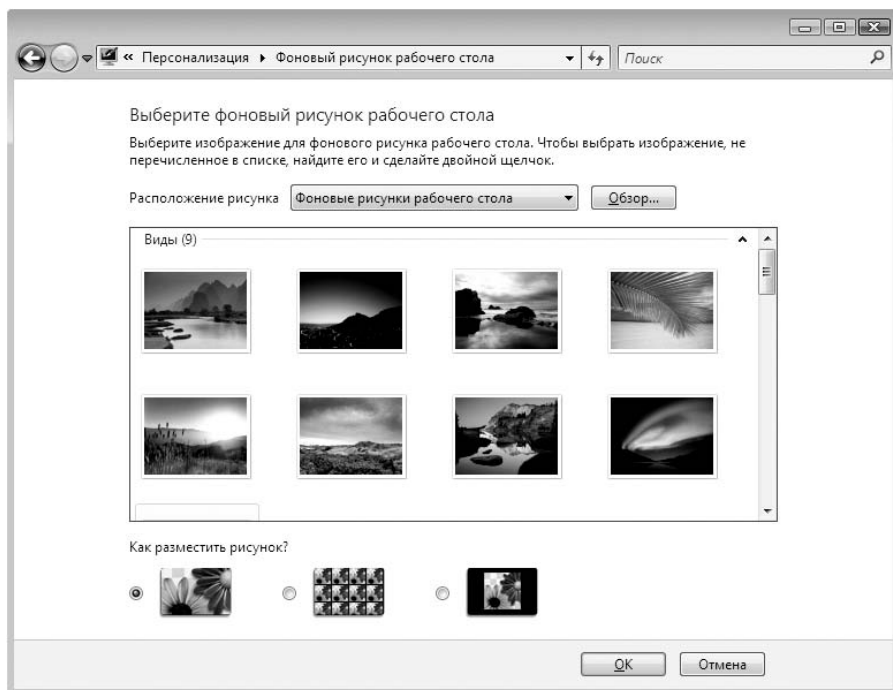 « Персонализация ▸ Фоновый рисунок рабочего стола
Поиск
Выберите фоновый рисунок рабочего стола
Выберите изображение для фонового рисунка рабочего стола. Чтобы выбрать изображение, не
перечисленное в списке, найдите его и сделайте двойной щелчок.
Расположение рисунка Фоновые рисунки рабочего стола Обзор...
Виды (9)
Как разместить рисунок?
OK Отмена